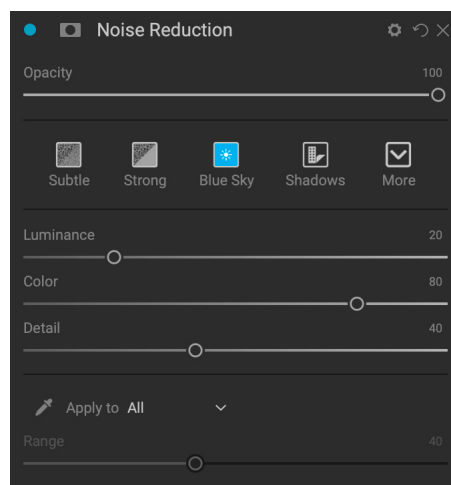 Noise Reduction
Opacity 100
Subtle Strong Blue Sky Shadows More
Luminance 20
Color 80
Detail 40
Apply to All
Range 40